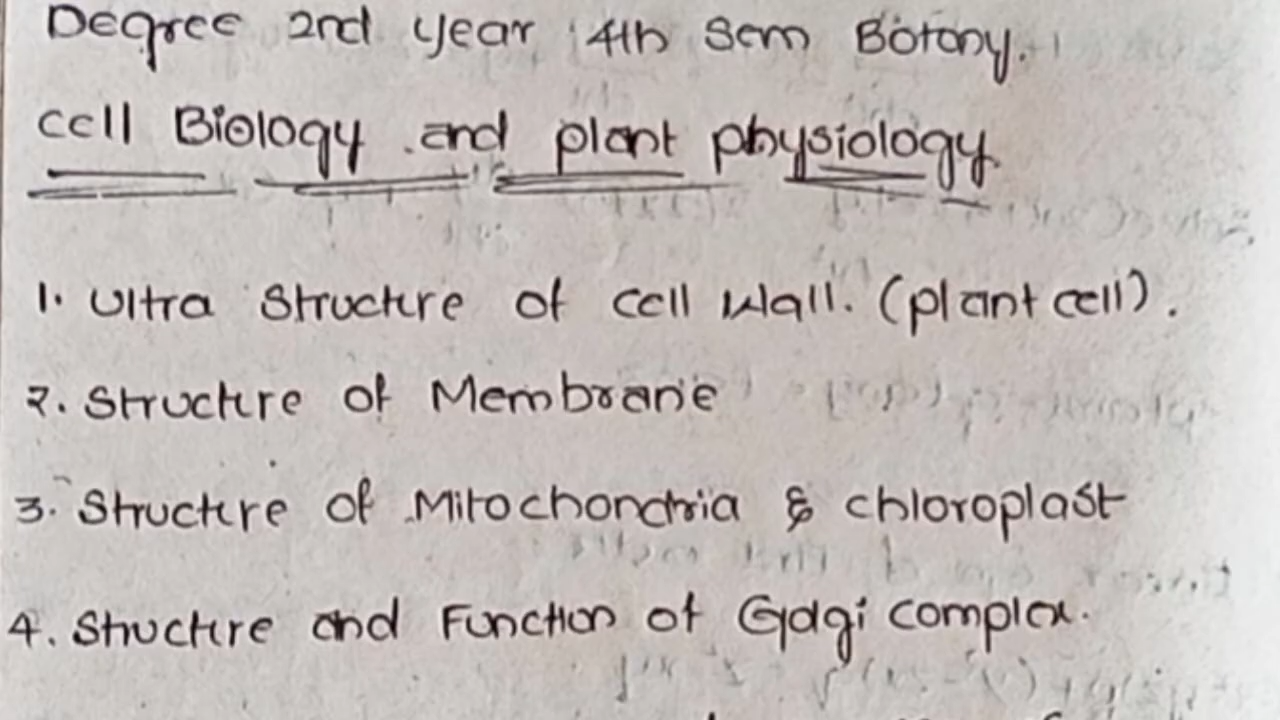 Degree 2nd year 4th Sem Botony.
cell Biology and plant physiology
1. Ultra Structure of cell Wall. (plant cell).
2. Structure of Membrane
3. Structure of Mitochondria & chloroplast
4. Structure and Function of Golgi complex.